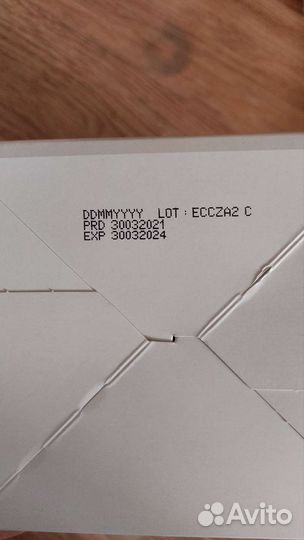 DDMMYYYY LOT : ECCZA2 C
PRD 30032021
EXP 30032024
Avito